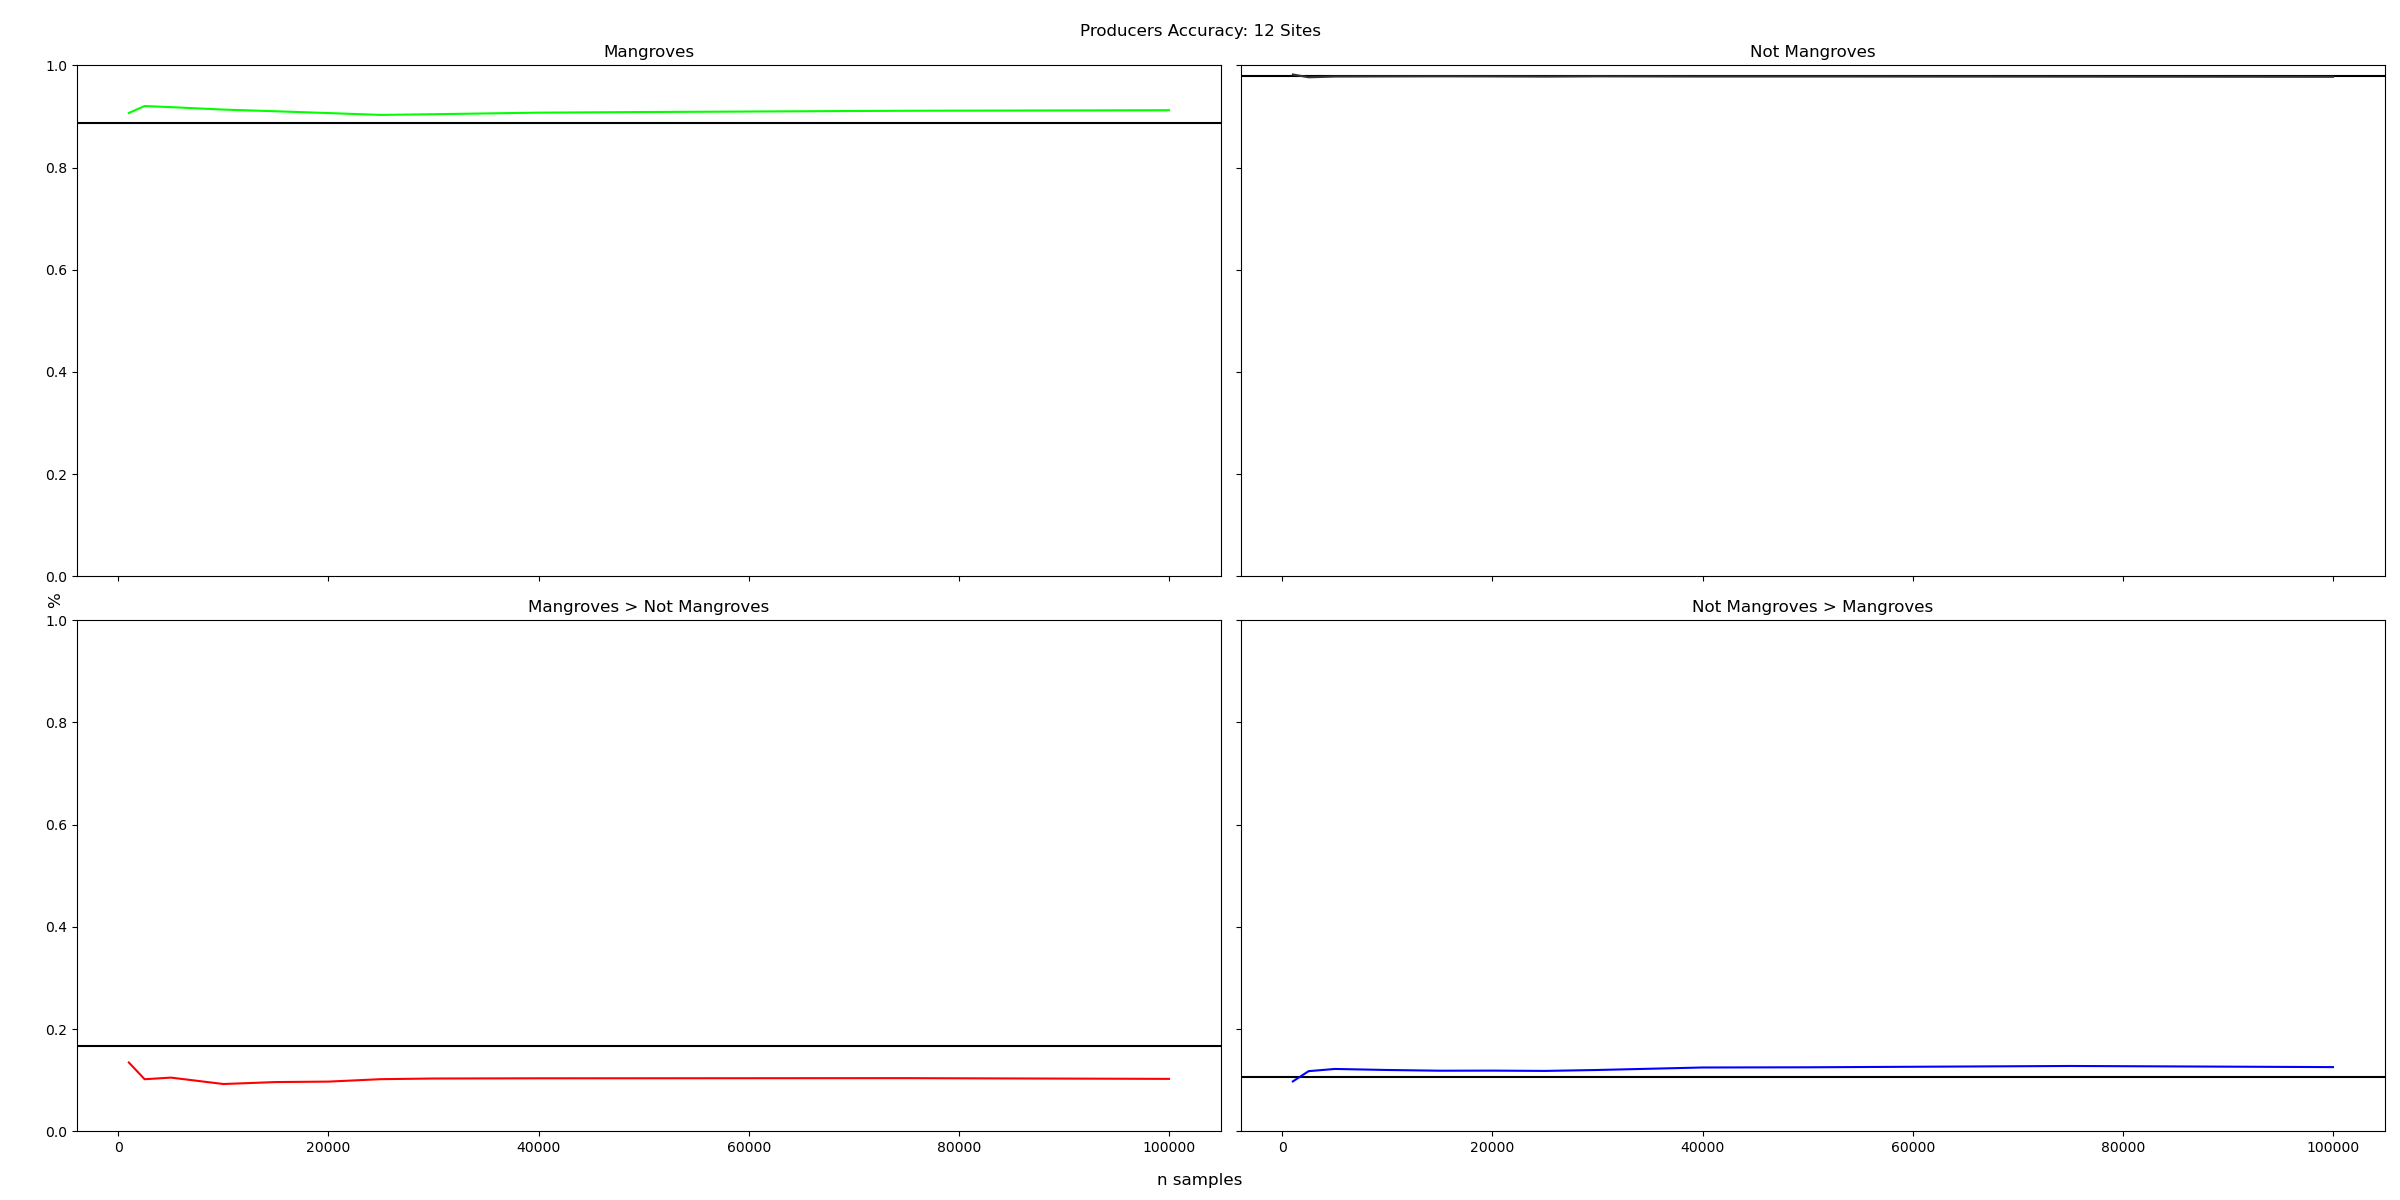 Producers Accuracy: 12 Sites
Mangroves
Not Mangroves
1.0
0.8
0.6
0.4
0.2
0.0
%
Mangroves > Not Mangroves
Not Mangroves > Mangroves
1.0
0.8
0.6
0.4
0.2
0.0
0 20000 40000 60000 80000 100000
0 20000 40000 60000 80000 100000
n samples